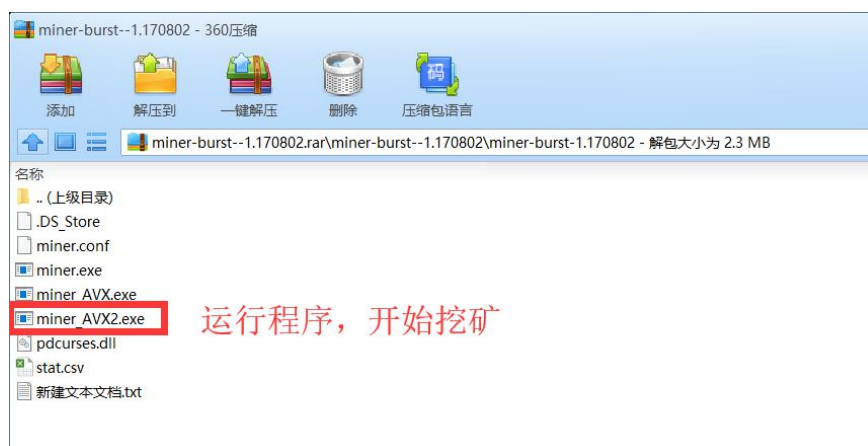 miner-burst--1.170802 - 360压缩
添加 解压到 一键解压 删除 压缩包语言
码
miner-burst--1.170802.rar\miner-burst--1.170802\miner-burst-1.170802 - 解包大小为 2.3 MB
名称
.. (上级目录)
.DS_Store
miner.conf
miner.exe
miner_AVX.exe
miner_AVX2.exe 运行程序，开始挖矿
pdcurses.dll
stat.csv
新建文本文档.txt